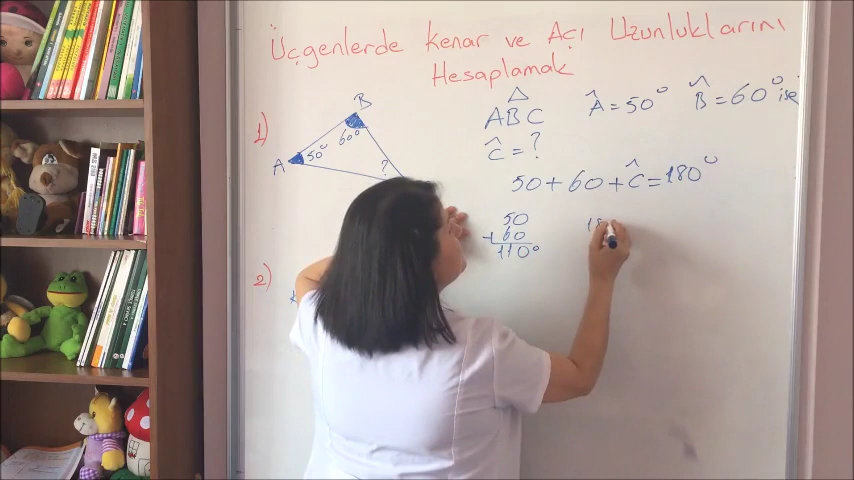 Üçgenlerde Kenar ve Açı Uzunluklarını
Hesaplamak
1)
B
60°
A 50°
?
ABC Â = 50° B̂ = 60° ise
Ĉ = ?
50 + 60 + Ĉ = 180°
50
+ 60
110°
18
2)